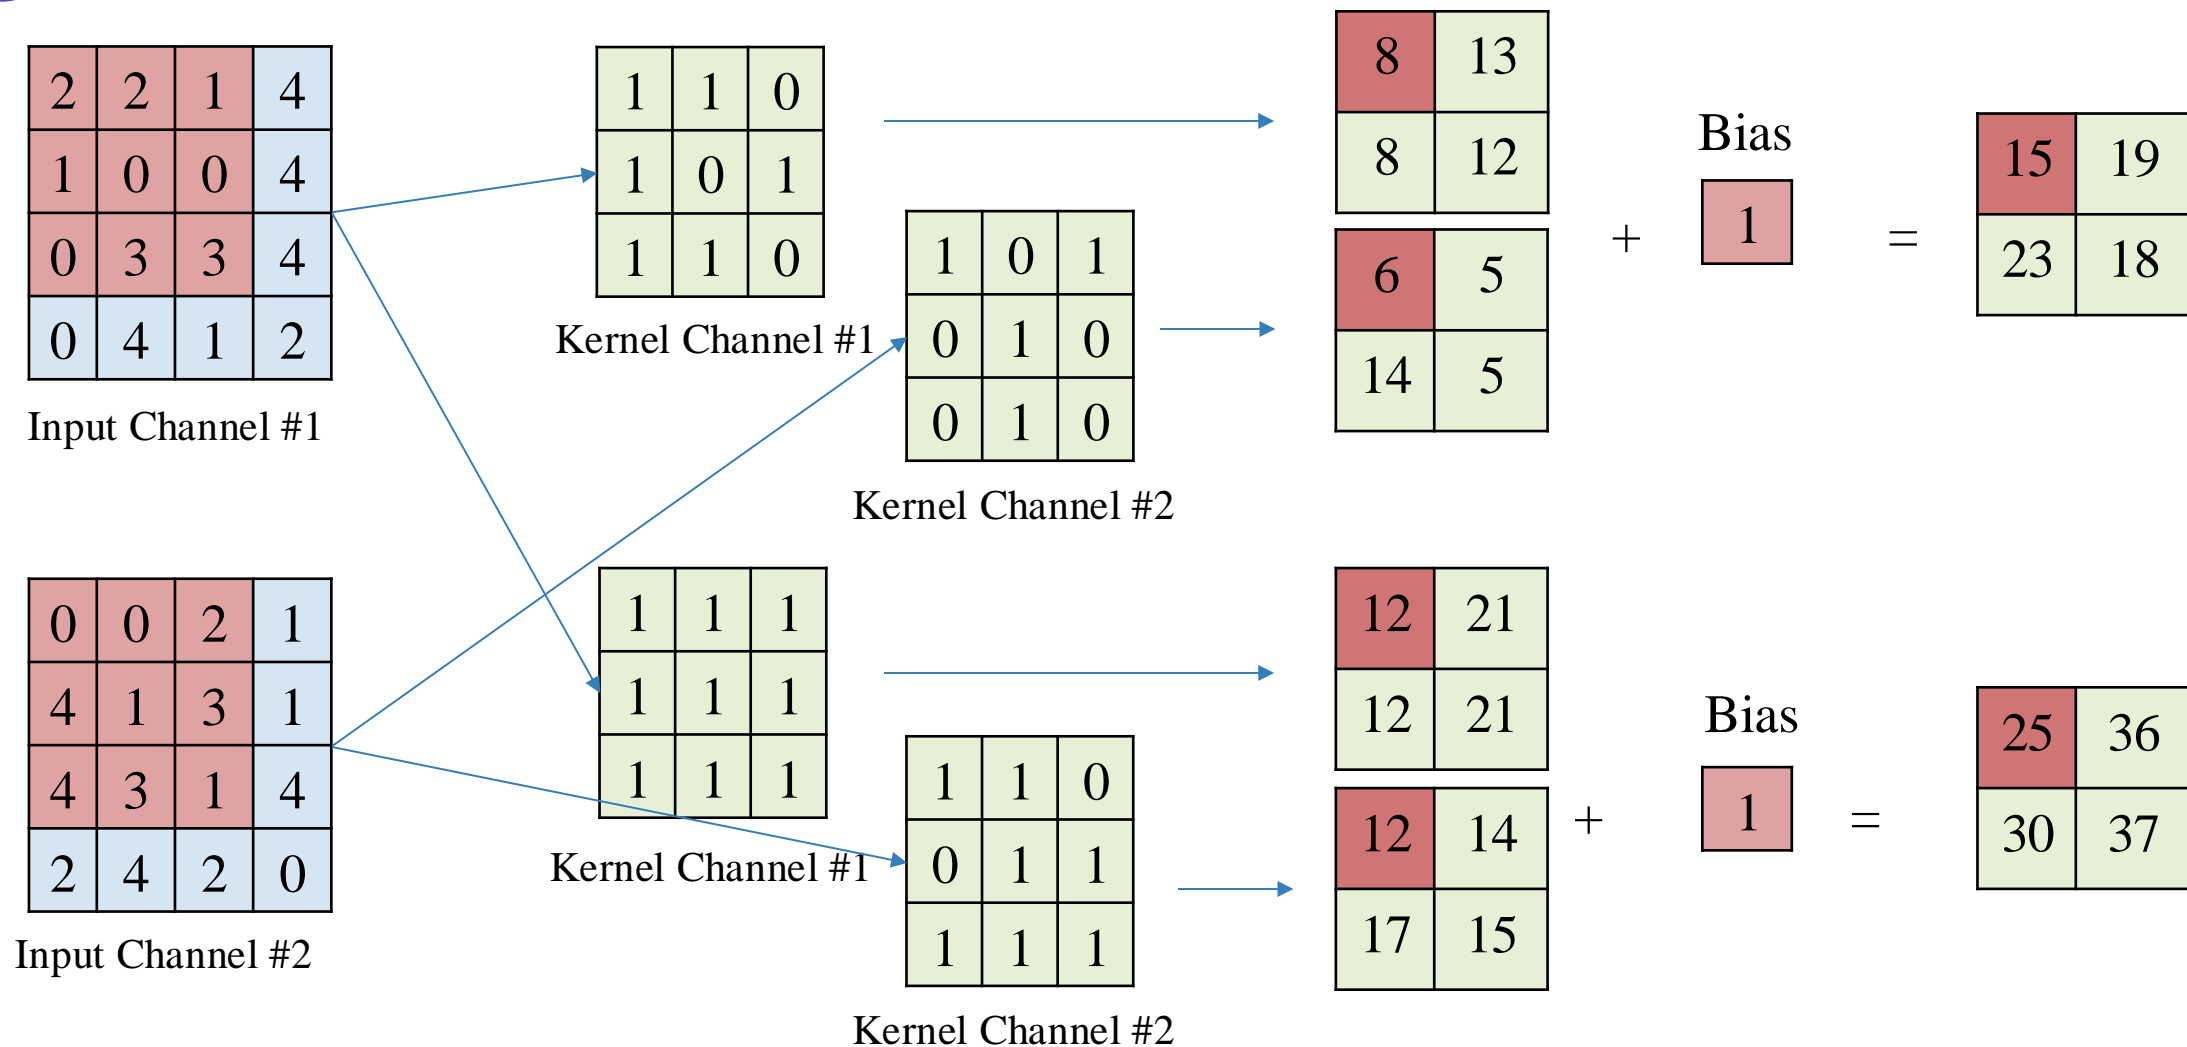 2 2 1 4
1 0 0 4
0 3 3 4
0 4 1 2
Input Channel #1
1 1 0
1 0 1
1 1 0
Kernel Channel #1
1 0 1
0 1 0
0 1 0
Kernel Channel #2
8 13
8 12
6 5
14 5
+
Bias
1
=
15 19
23 18
0 0 2 1
4 1 3 1
4 3 1 4
2 4 2 0
Input Channel #2
1 1 1
1 1 1
1 1 1
Kernel Channel #1
1 1 0
0 1 1
1 1 1
Kernel Channel #2
12 21
12 21
12 14
17 15
+
Bias
1
=
25 36
30 37